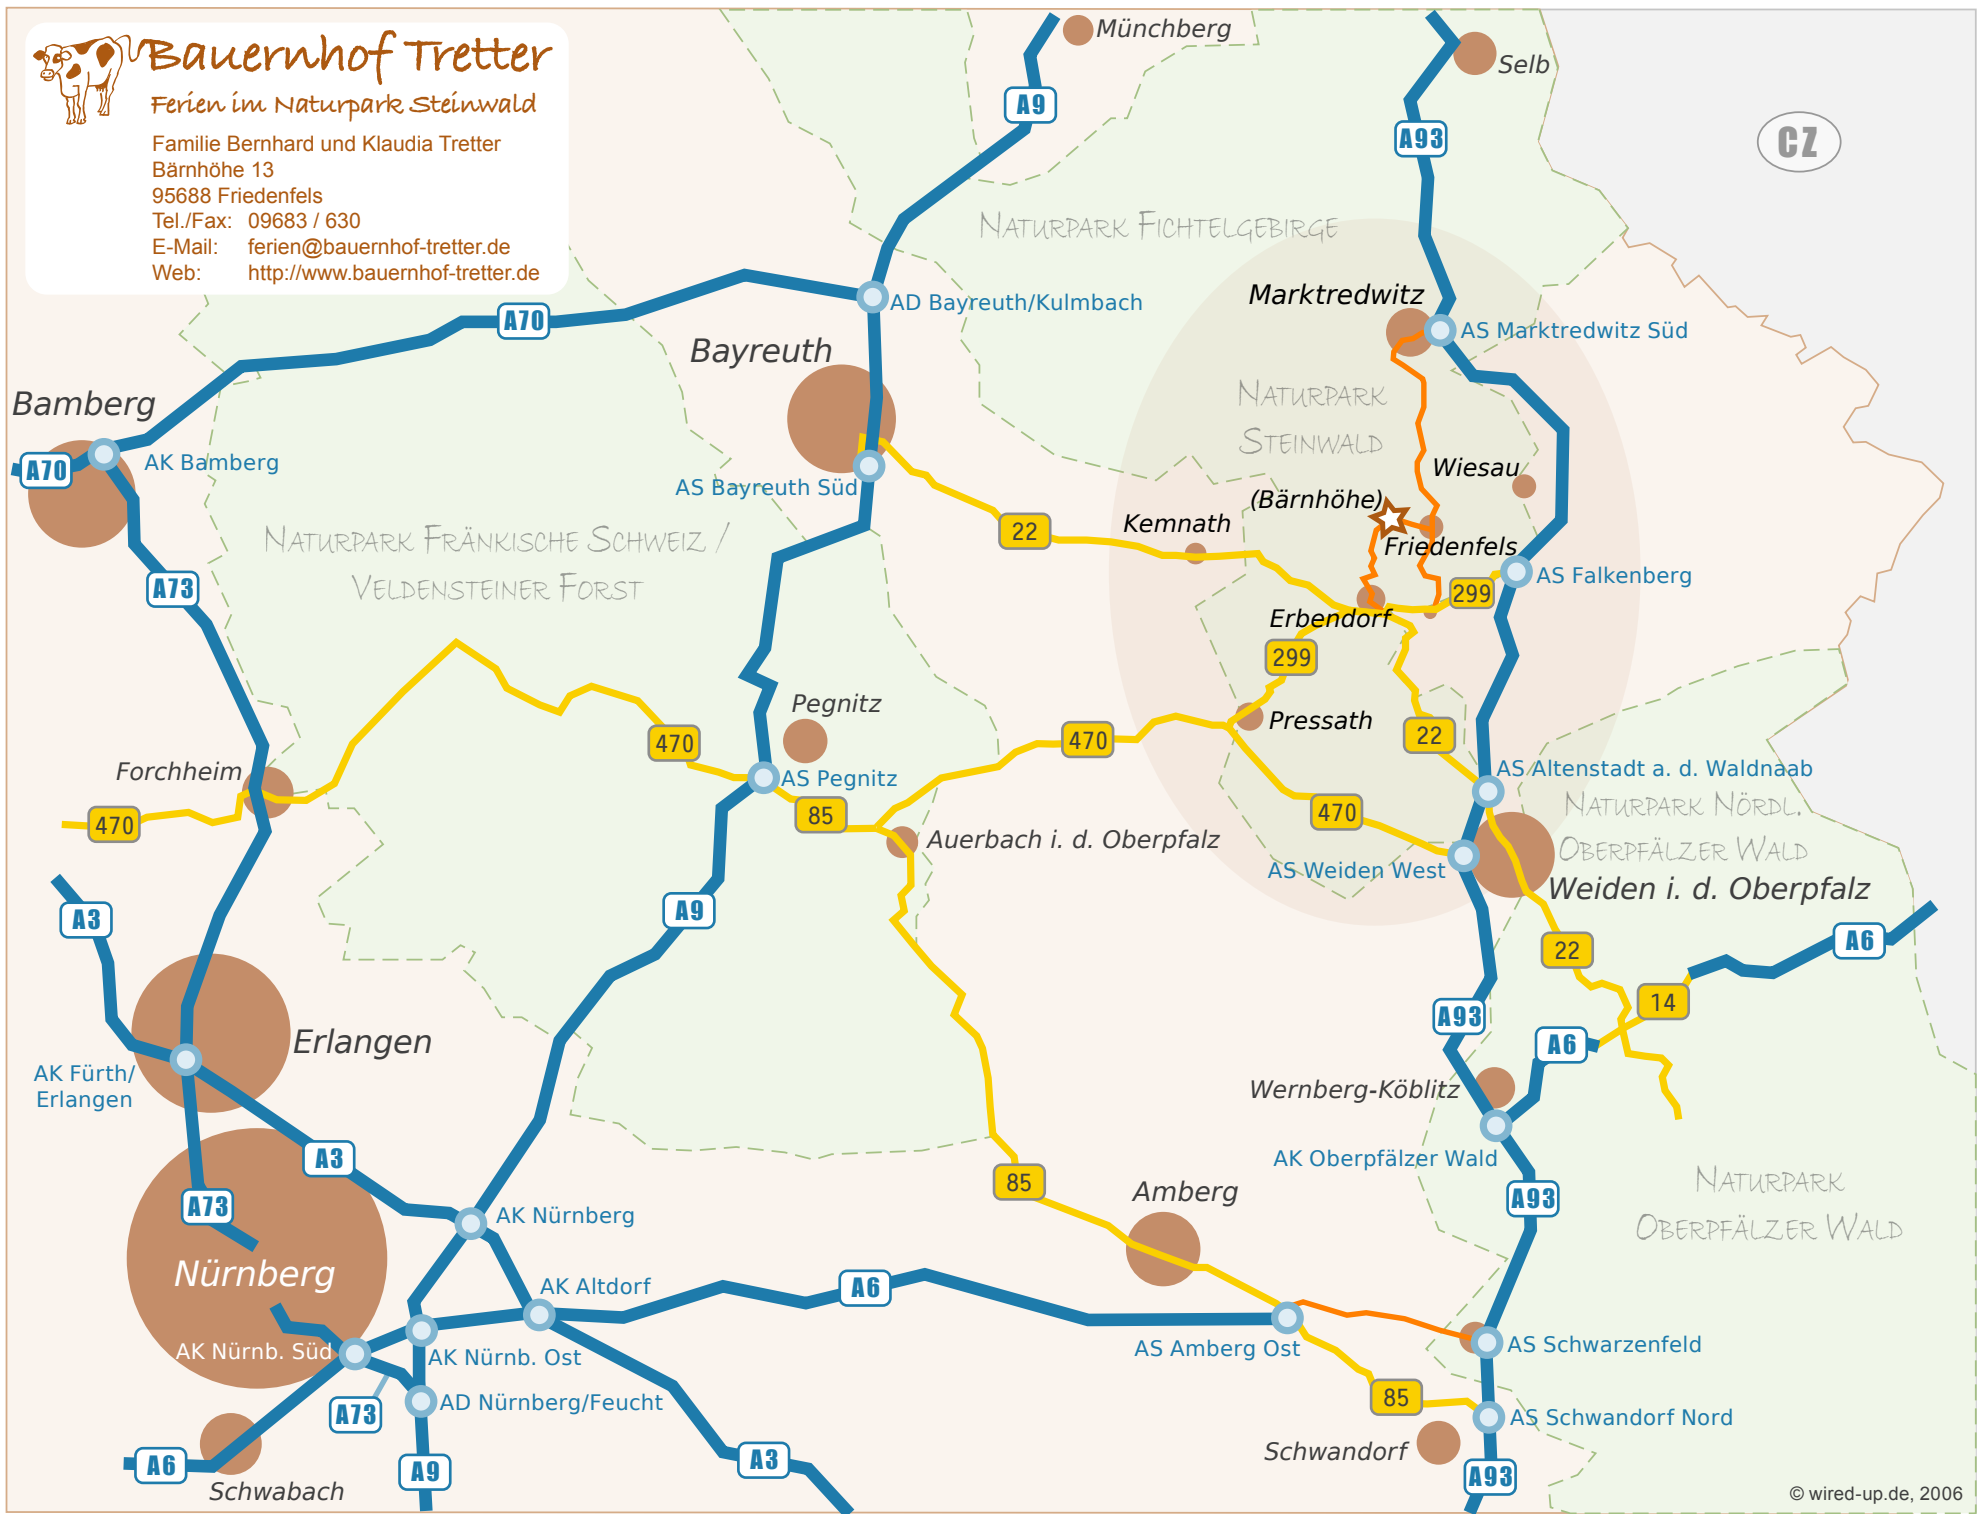 Bauernhof Tretter
Ferien im Naturpark Steinwald
Familie Bernhard und Klaudia Tretter
Bärnhöhe 13
95688 Friedenfels
Tel./Fax: 09683 / 630
E-Mail: ferien@bauernhof-tretter.de
Web: http://www.bauernhof-tretter.de
Münchberg
Selb
A9
A93
CZ
NATURPARK FICHTELGEBIRGE
Marktredwitz
AD Bayreuth/Kulmbach
A70
AS Marktredwitz Süd
Bayreuth
NATURPARK
STEINWALD
Bamberg
A70
AK Bamberg
Wiesau
AS Bayreuth Süd
(Bärnhöhe)
22
Kemnath
NATURPARK FRÄNKISCHE SCHWEIZ /
VELDENSTEINER FORST
Friedenfels
A73
AS Falkenberg
299
Erbendorf
299
Pegnitz
Pressath
470
470
22
Forchheim
AS Pegnitz
AS Altenstadt a. d. Waldnaab
NATURPARK NÖRDL.
OBERPFÄLZER WALD
470
85
470
Auerbach i. d. Oberpfalz
AS Weiden West
Weiden i. d. Oberpfalz
A3
A9
22
A6
14
A93
A6
Erlangen
AK Fürth/
Erlangen
Wernberg-Köblitz
A3
AK Oberpfälzer Wald
NATURPARK
OBERPFÄLZER WALD
85
Amberg
A93
A73
AK Nürnberg
Nürnberg
AK Altdorf
A6
AK Nürnb. Süd
AK Nürnb. Ost
AS Amberg Ost
AS Schwarzenfeld
AD Nürnberg/Feucht
A73
85
AS Schwandorf Nord
Schwandorf
A6
A9
A3
A93
Schwabach
© wired-up.de, 2006